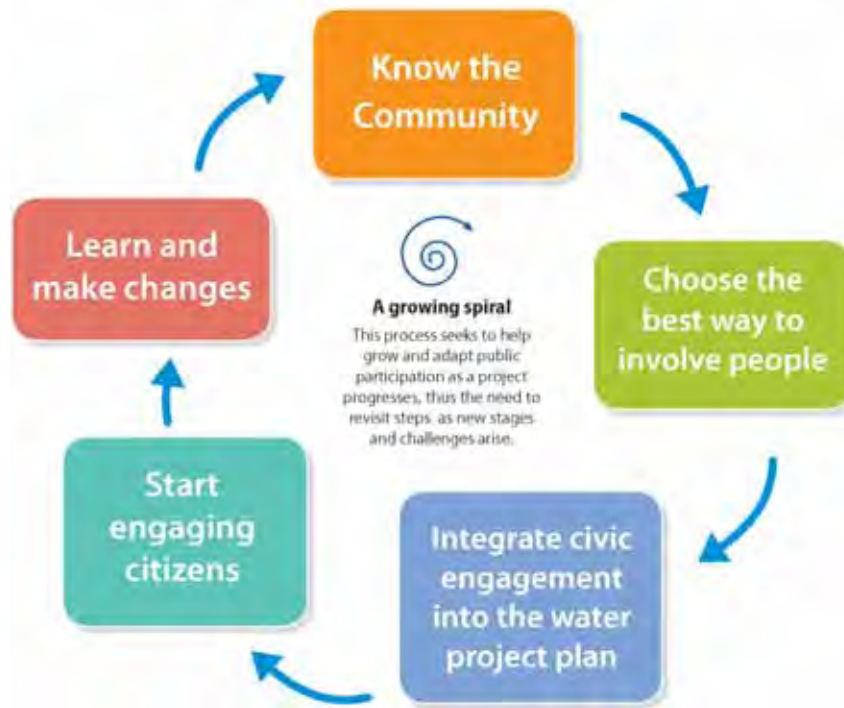 Know the
Community
Choose the
best way to
involve people
Integrate civic
engagement
into the water
project plan
Start
engaging
citizens
Learn and
make changes
A growing spiral
This process seeks to help
grow and adapt public
participation as a project
progresses, thus the need to
revisit steps as new stages
and challenges arise.